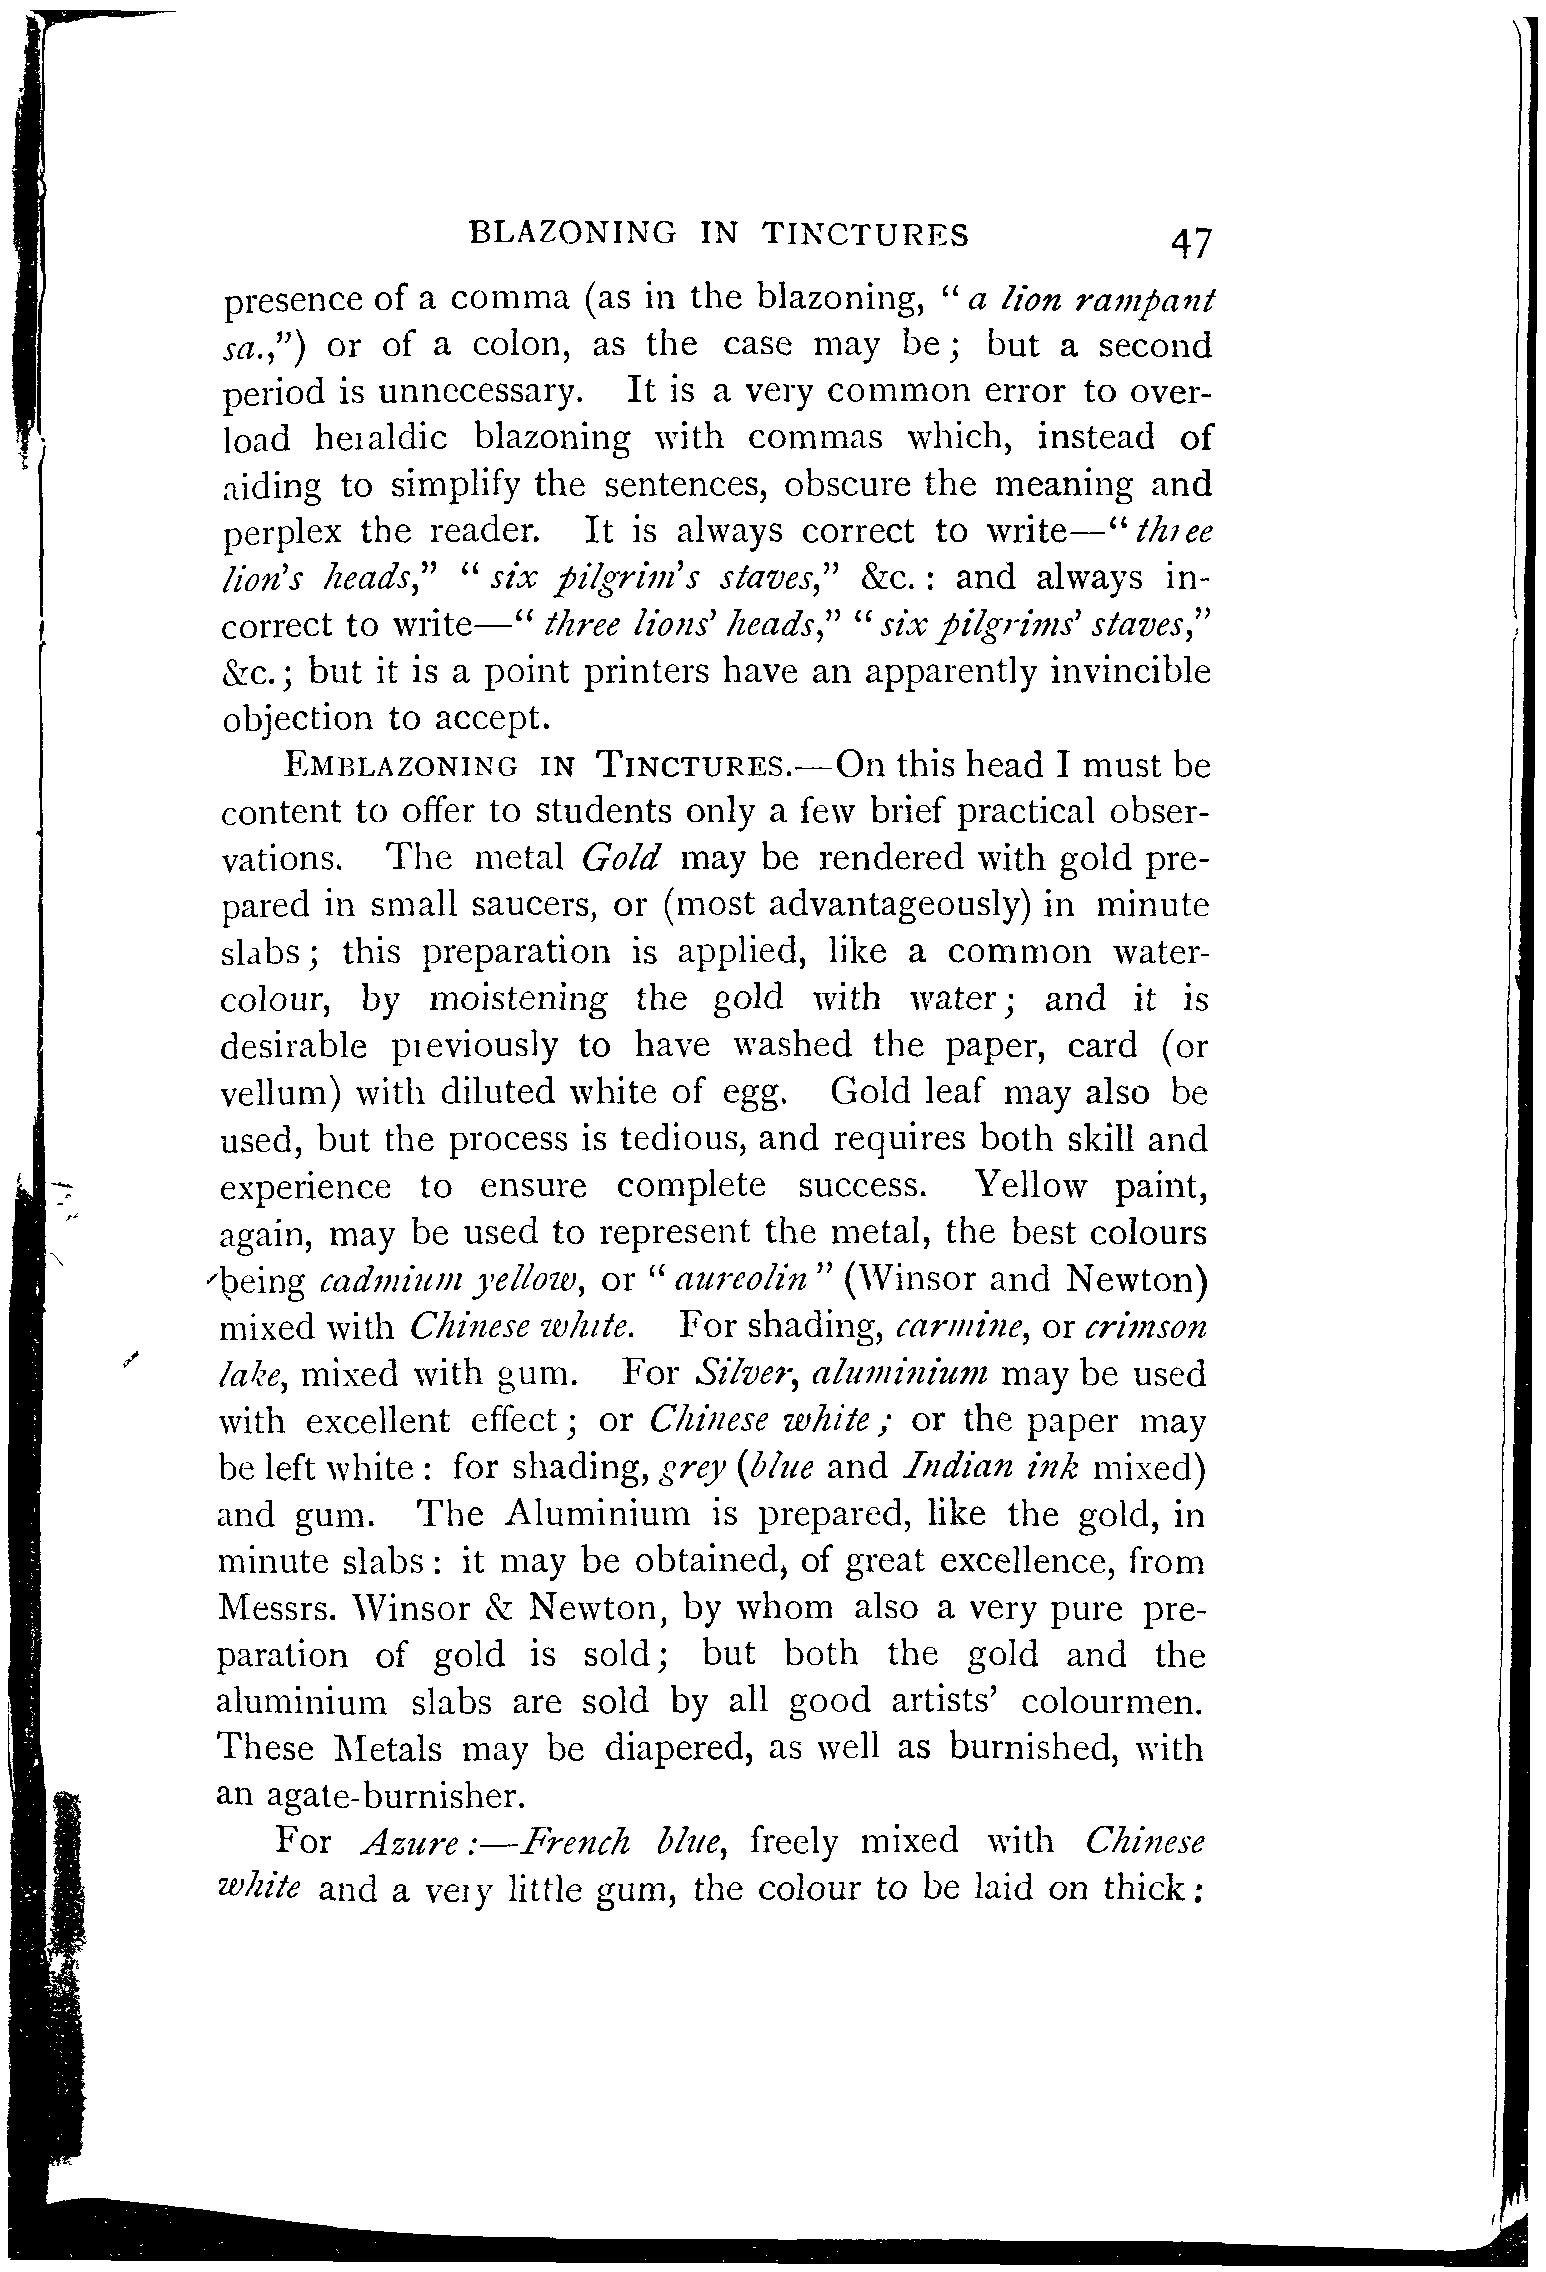 BLAZONING IN TINCTURES 47
presence of a comma (as in the blazoning, “a lion rampant
sa.,”) or of a colon, as the case may be; but a second
period is unnecessary. It is a very common error to over-
load heraldic blazoning with commas which, instead of
aiding to simplify the sentences, obscure the meaning and
perplex the reader. It is always correct to write—“three
lion's heads,” “six pilgrim's staves,” &c.: and always in-
correct to write—“three lions' heads,” “six pilgrims' staves,”
&c.; but it is a point printers have an apparently invincible
objection to accept.
EMBLAZONING IN TINCTURES.—On this head I must be
content to offer to students only a few brief practical obser-
vations. The metal Gold may be rendered with gold pre-
pared in small saucers, or (most advantageously) in minute
slabs; this preparation is applied, like a common water-
colour, by moistening the gold with water; and it is
desirable previously to have washed the paper, card (or
vellum) with diluted white of egg. Gold leaf may also be
used, but the process is tedious, and requires both skill and
experience to ensure complete success. Yellow paint,
again, may be used to represent the metal, the best colours
being cadmium yellow, or “aureolin” (Winsor and Newton)
mixed with Chinese white. For shading, carmine, or crimson
lake, mixed with gum. For Silver, aluminium may be used
with excellent effect; or Chinese white; or the paper may
be left white: for shading, grey (blue and Indian ink mixed)
and gum. The Aluminium is prepared, like the gold, in
minute slabs: it may be obtained, of great excellence, from
Messrs. Winsor & Newton, by whom also a very pure pre-
paration of gold is sold; but both the gold and the
aluminium slabs are sold by all good artists' colourmen.
These Metals may be diapered, as well as burnished, with
an agate-burnisher.
For Azure:—French blue, freely mixed with Chinese
white and a very little gum, the colour to be laid on thick: